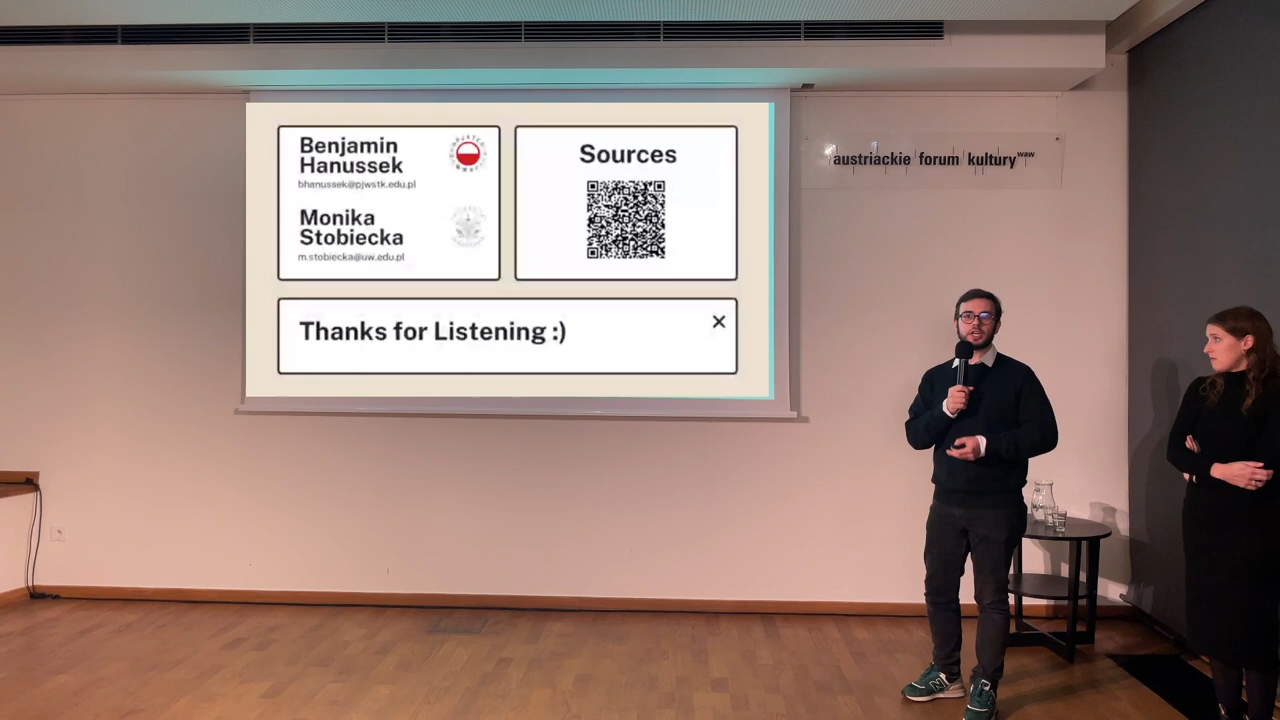 Benjamin
Hanussek
bhanussek@pjwstk.edu.pl
Monika
Stobiecka
m.stobiecka@uw.edu.pl
Sources
Thanks for Listening :)
×
austriackie forum kultury waw
N